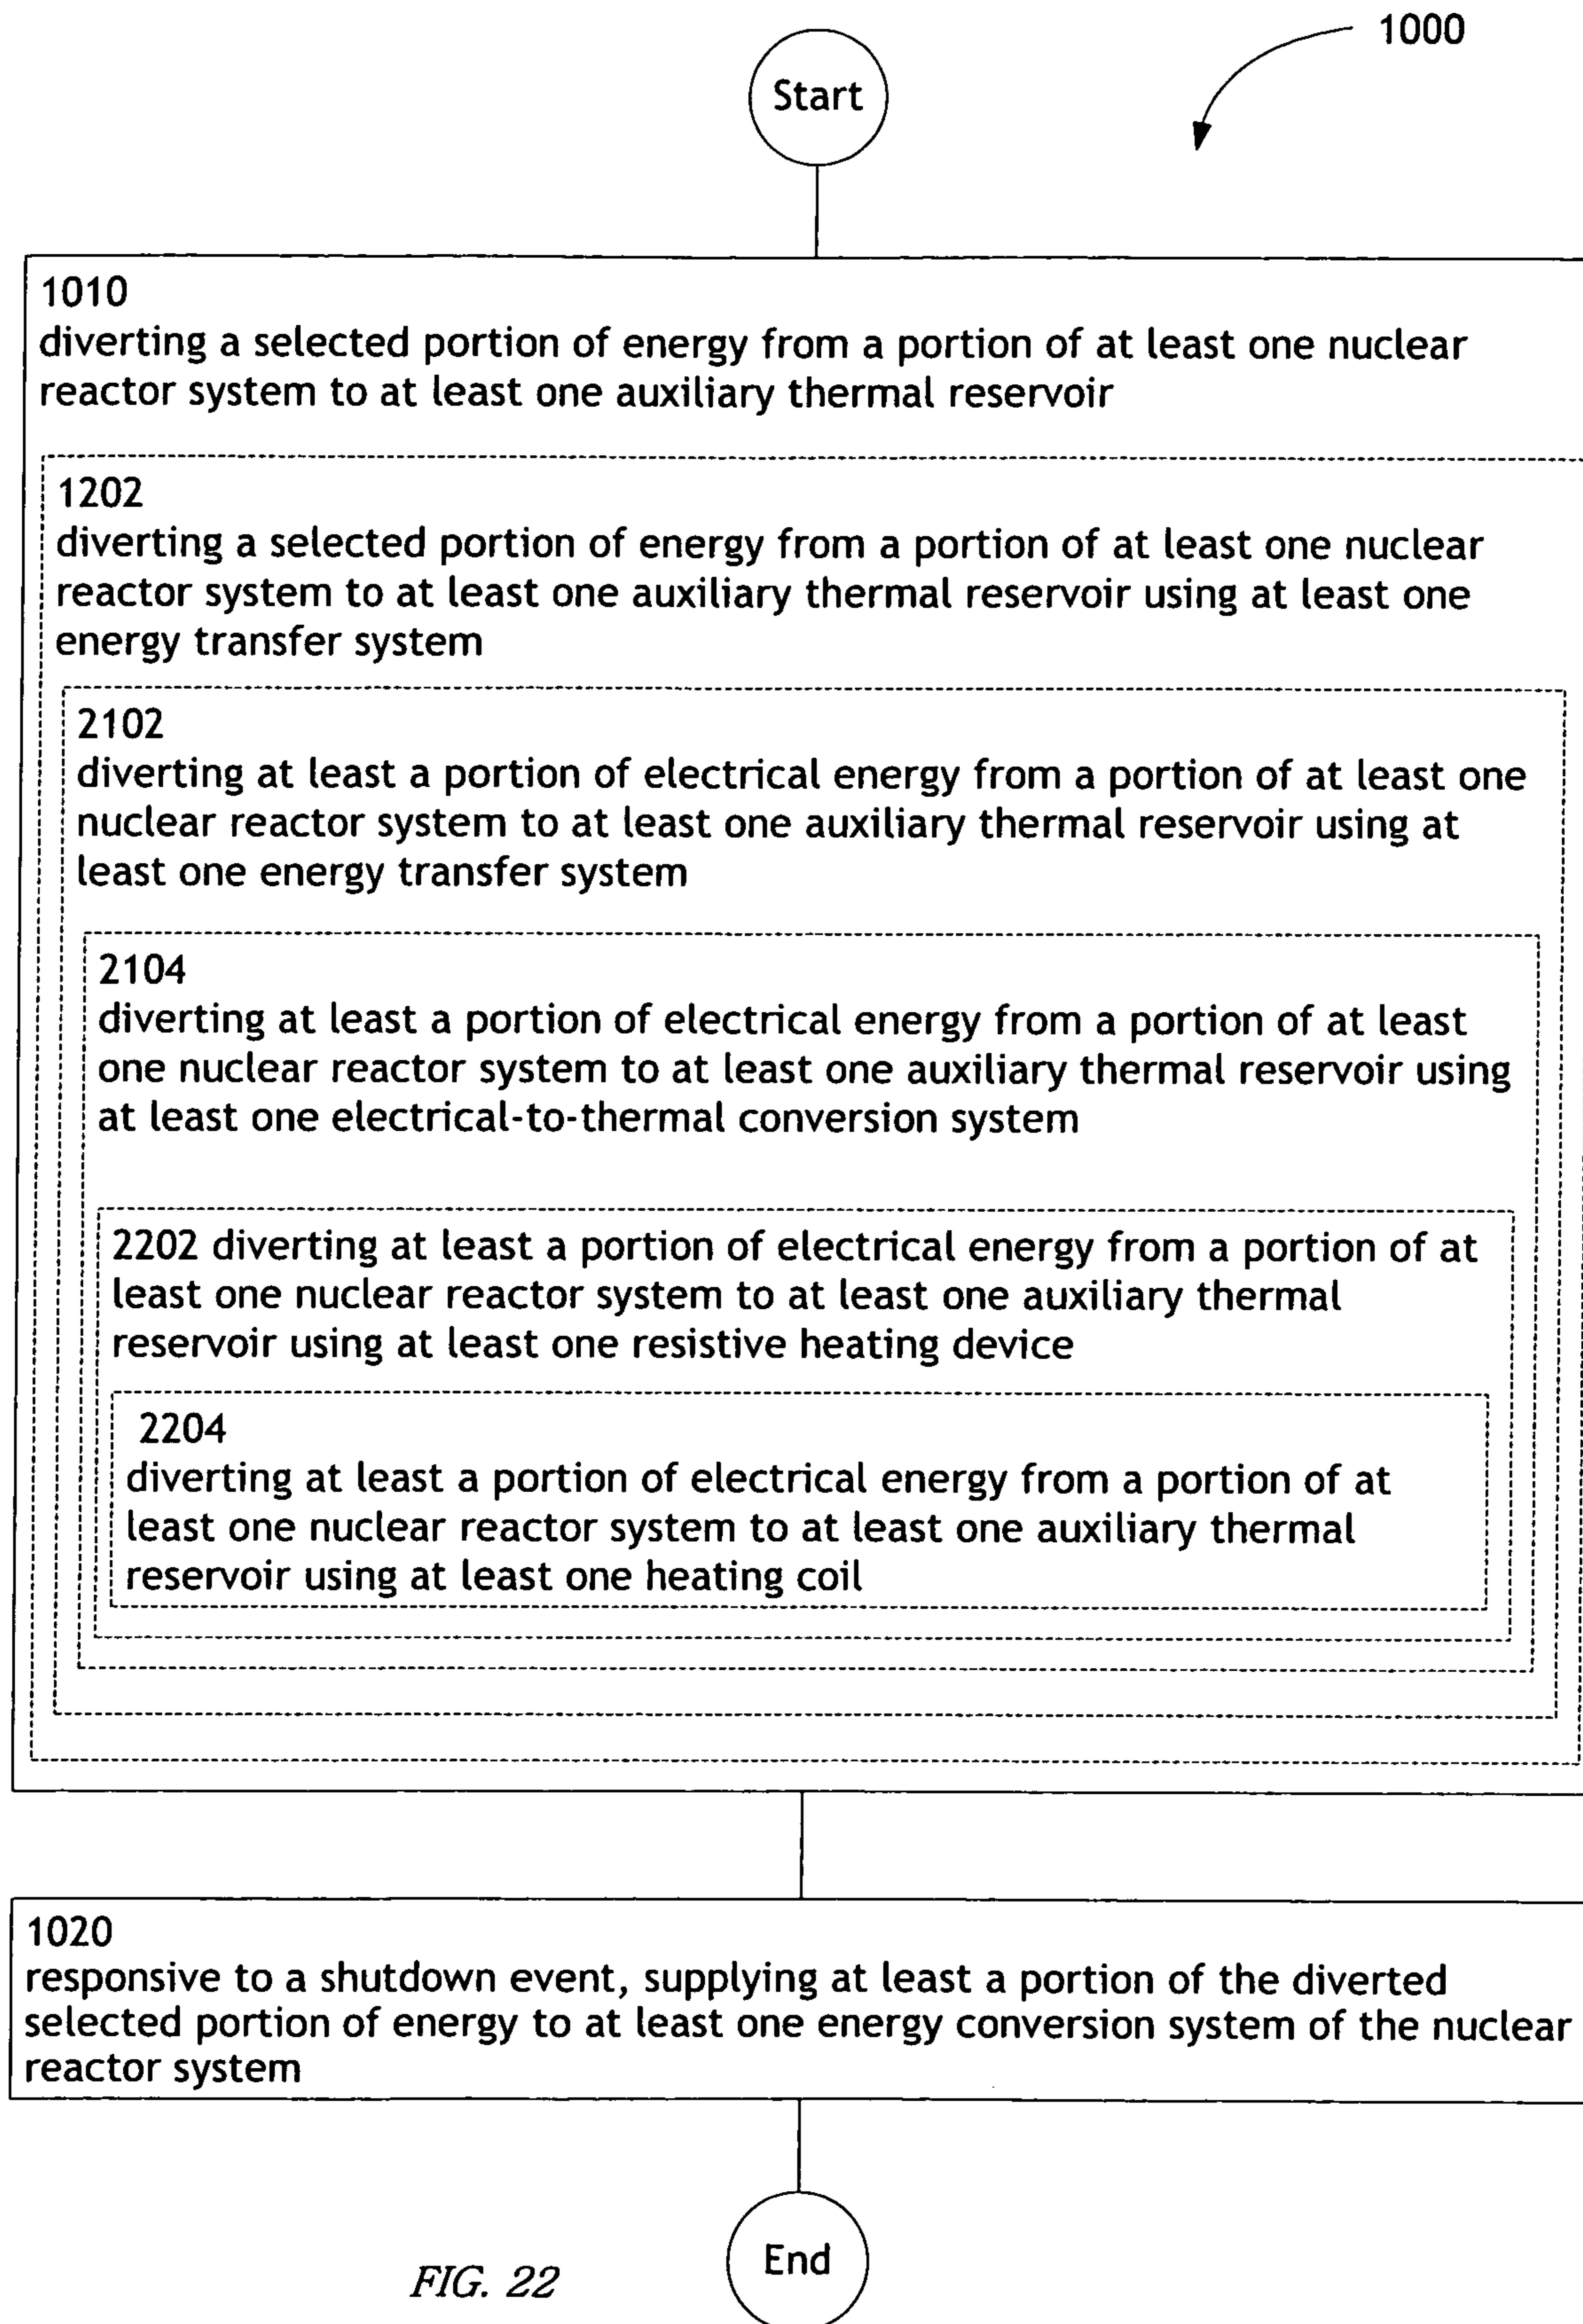 1000
Start
1010
diverting a selected portion of energy from a portion of at least one nuclear
reactor system to at least one auxiliary thermal reservoir
1202
diverting a selected portion of energy from a portion of at least one nuclear
reactor system to at least one auxiliary thermal reservoir using at least one
energy transfer system
2102
diverting at least a portion of electrical energy from a portion of at least one
nuclear reactor system to at least one auxiliary thermal reservoir using at
least one energy transfer system
2104
diverting at least a portion of electrical energy from a portion of at least
one nuclear reactor system to at least one auxiliary thermal reservoir using
at least one electrical-to-thermal conversion system
2202 diverting at least a portion of electrical energy from a portion of at
least one nuclear reactor system to at least one auxiliary thermal
reservoir using at least one resistive heating device
2204
diverting at least a portion of electrical energy from a portion of at
least one nuclear reactor system to at least one auxiliary thermal
reservoir using at least one heating coil
1020
responsive to a shutdown event, supplying at least a portion of the diverted
selected portion of energy to at least one energy conversion system of the nuclear
reactor system
End
FIG. 22